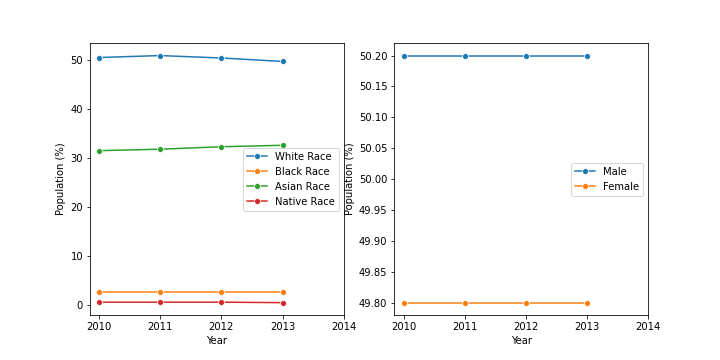 50
40
30
20
10
0
Population (%)
2010 2011 2012 2013 2014
Year
White Race
Black Race
Asian Race
Native Race
50.20
50.15
50.10
50.05
50.00
49.95
49.90
49.85
49.80
Population (%)
2010 2011 2012 2013 2014
Year
Male
Female